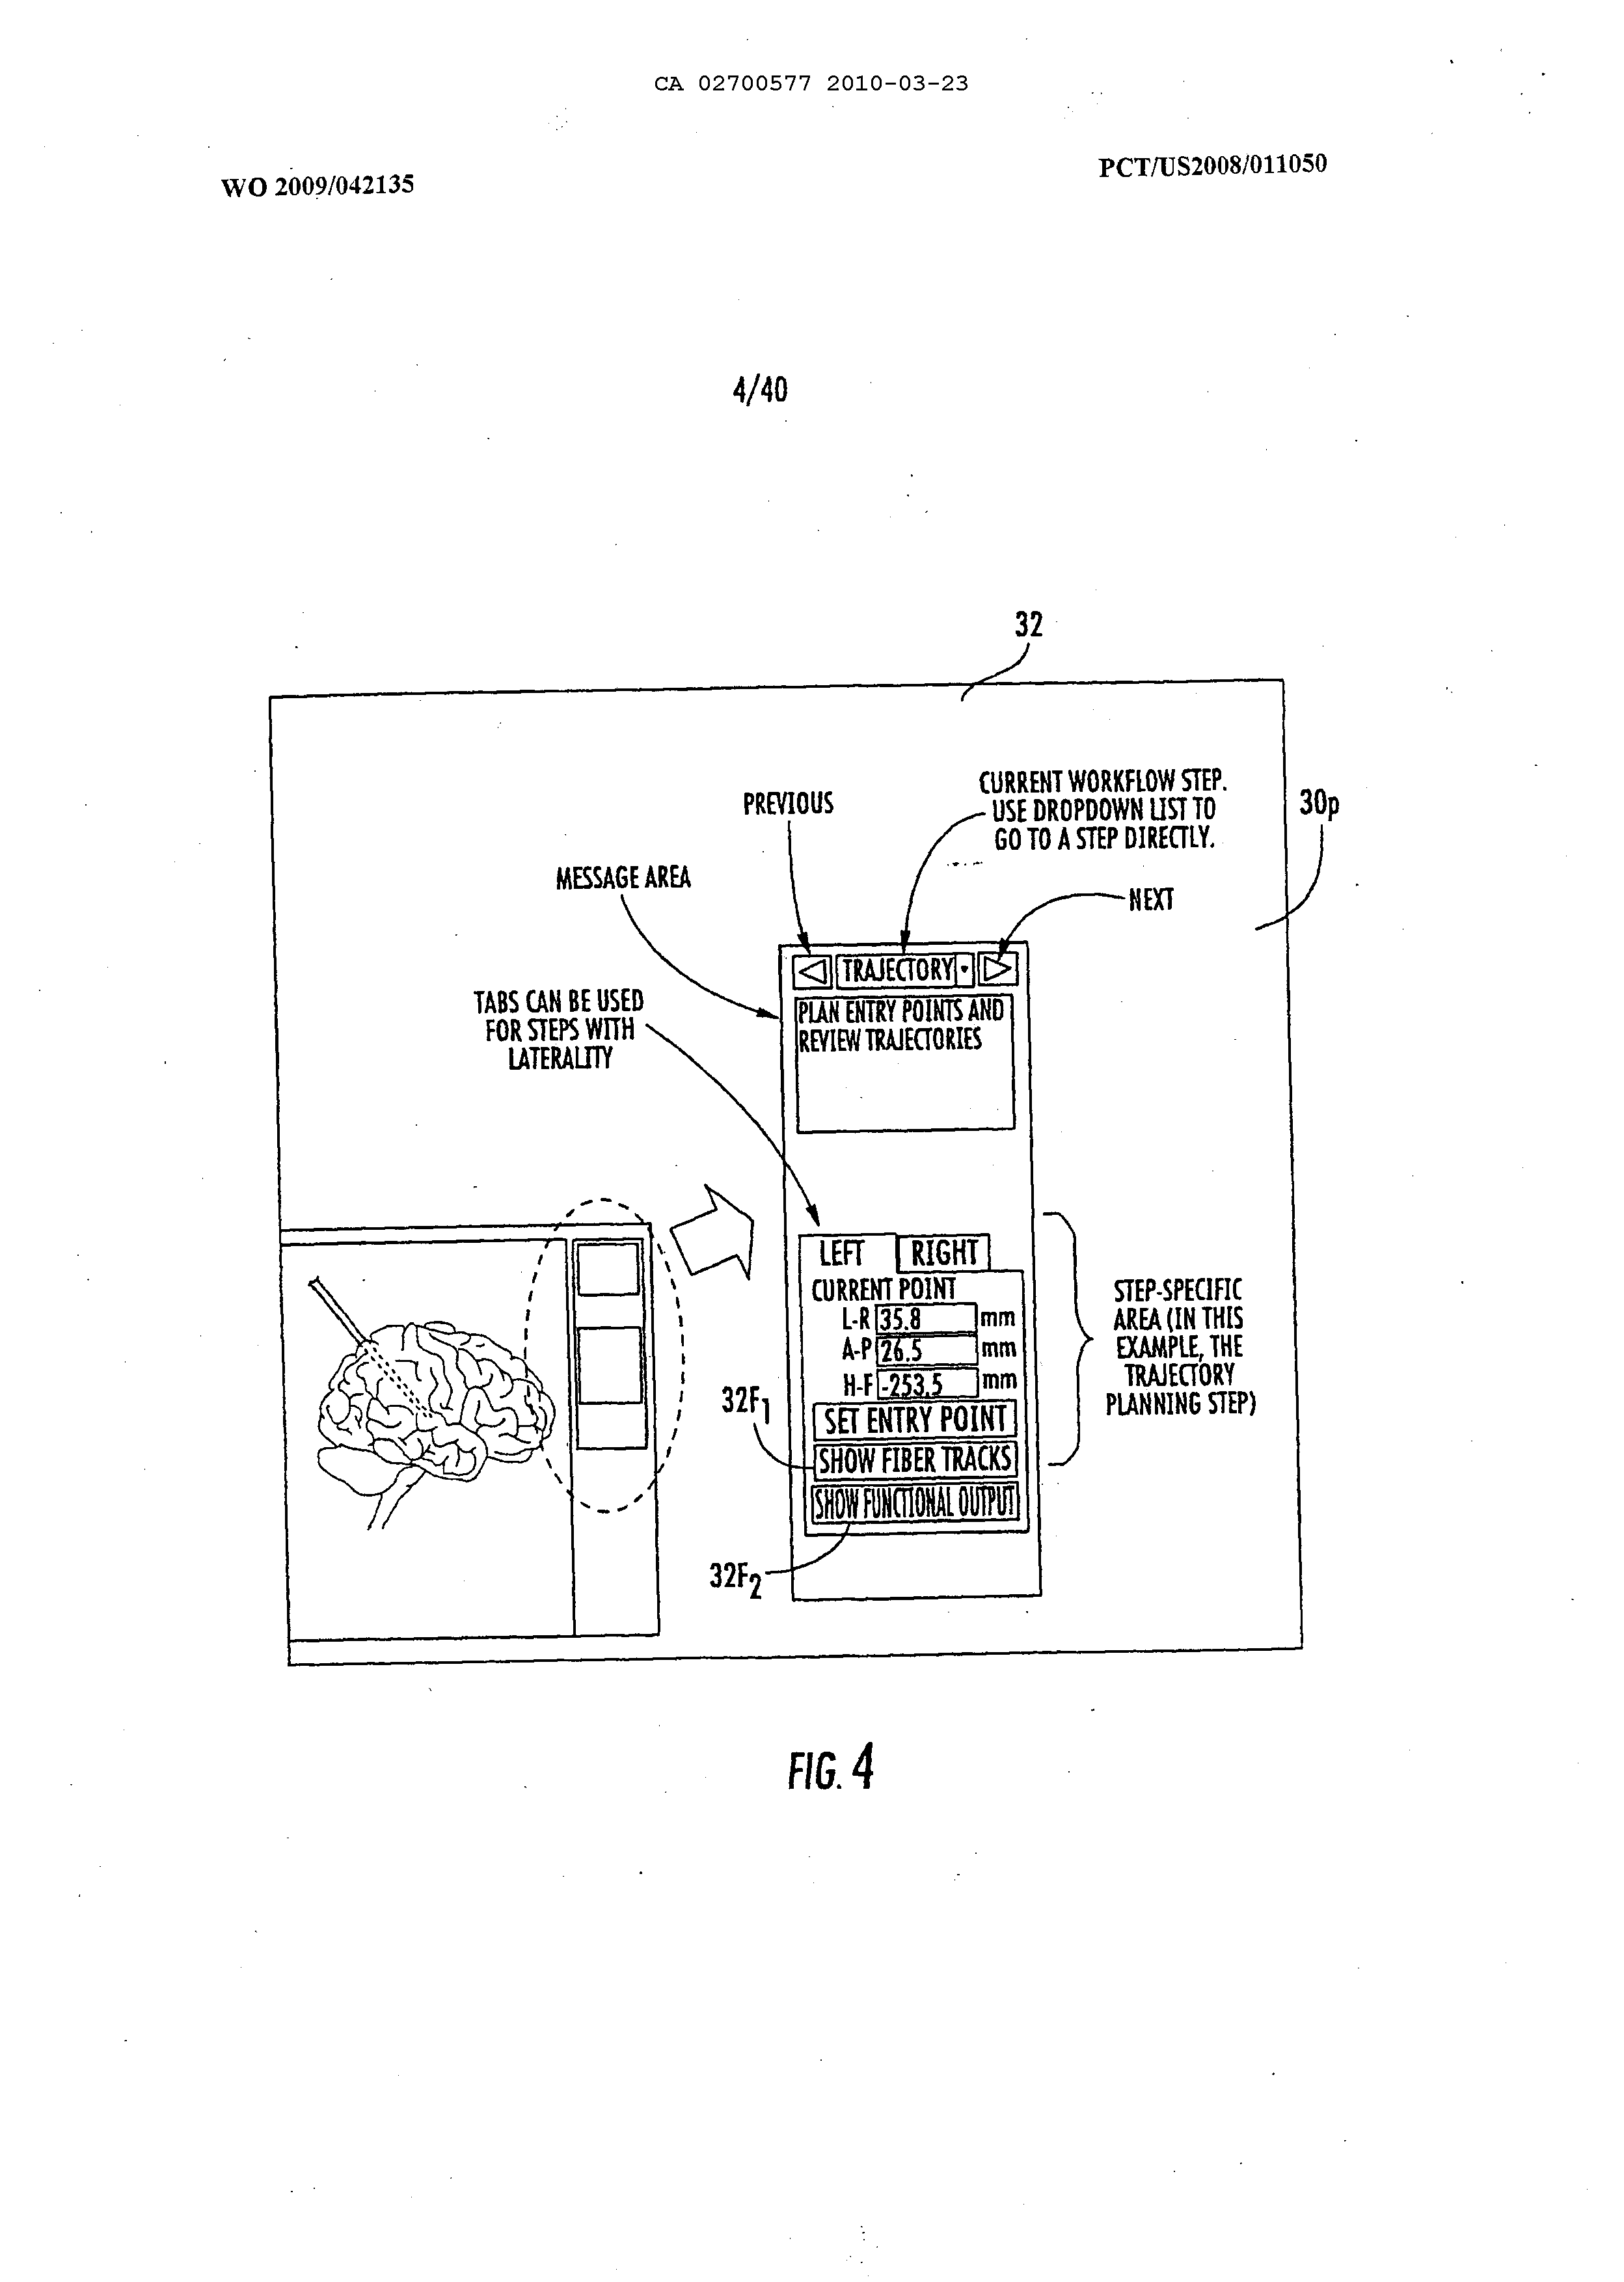 CA 02700577 2010-03-23
WO 2009/042135
PCT/US2008/011050
4/40
32
CURRENT WORKFLOW STEP.
USE DROPDOWN LIST TO
GO TO A STEP DIRECTLY.
PREVIOUS
30p
MESSAGE AREA
NEXT
TRAJECTORY
TABS CAN BE USED
FOR STEPS WITH
LATERALITY
PLAN ENTRY POINTS AND
REVIEW TRAJECTORIES
LEFT RIGHT
CURRENT POINT
L-R 35.8 mm
A-P 26.5 mm
H-F -253.5 mm
SET ENTRY POINT
SHOW FIBER TRACKS
SHOW FUNCTIONAL OUTPUT
STEP-SPECIFIC
AREA (IN THIS
EXAMPLE, THE
TRAJECTORY
PLANNING STEP)
32F1
32F2
FIG. 4